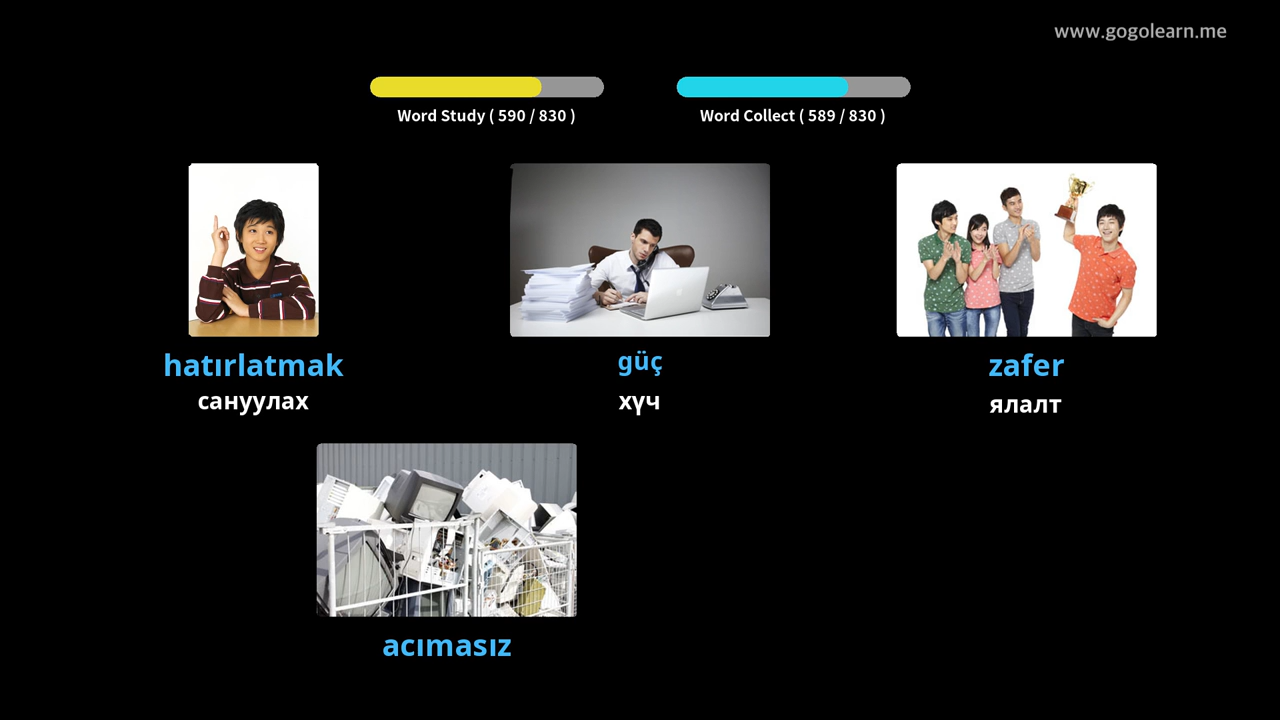 www.gogolearn.me
Word Study ( 590 / 830 )
Word Collect ( 589 / 830 )
hatırlatmak
сануулах
güç
хүч
zafer
ялалт
acımasız